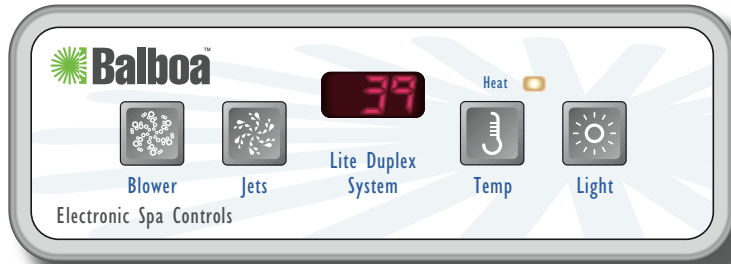 Balboa™
39
Heat
Blower
Jets
Lite Duplex
System
Temp
Light
Electronic Spa Controls